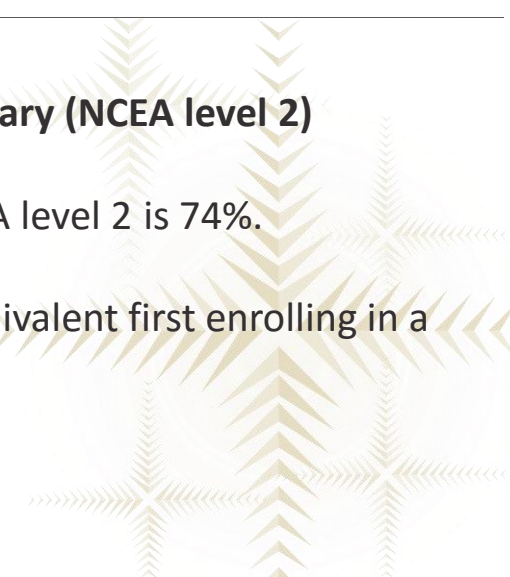 ary (NCEA level 2)
A level 2 is 74%.
ivalent first enrolling in a